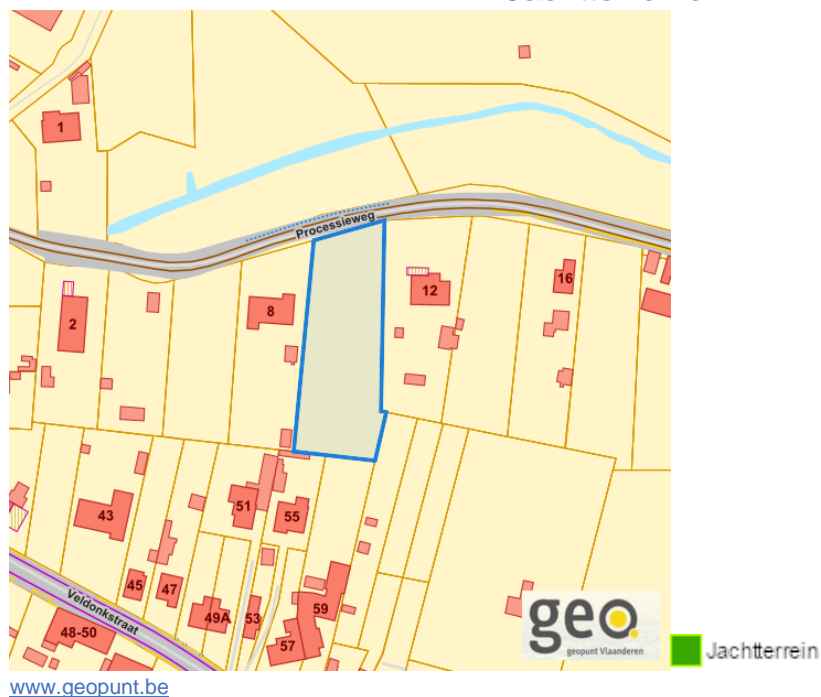 1
Processieweg
16
12
8
2
51
55
43
45
47
49A
53
59
57
Veldonkstraat
48-50
geo
geopunt Vlaanderen
Jachtterrein
www.geopunt.be